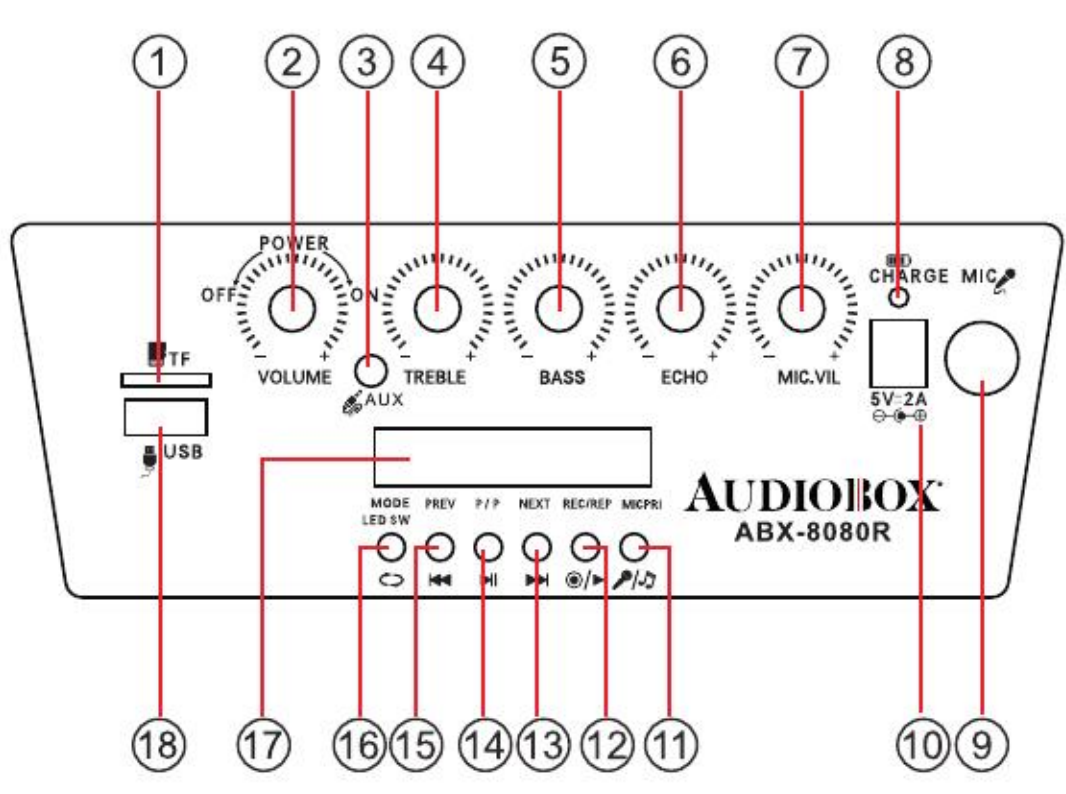 1 2 3 4 5 6 7 8
POWER
OFF ON
CHARGE MIC
TF
VOLUME TREBLE BASS ECHO MIC.VIL
AUX
5V⎓2A
USB
MODE PREV P/P NEXT REC/REP MICPRI
LED SW
AUDIOBOX
ABX-8080R
18 17 16 15 14 13 12 11 10 9